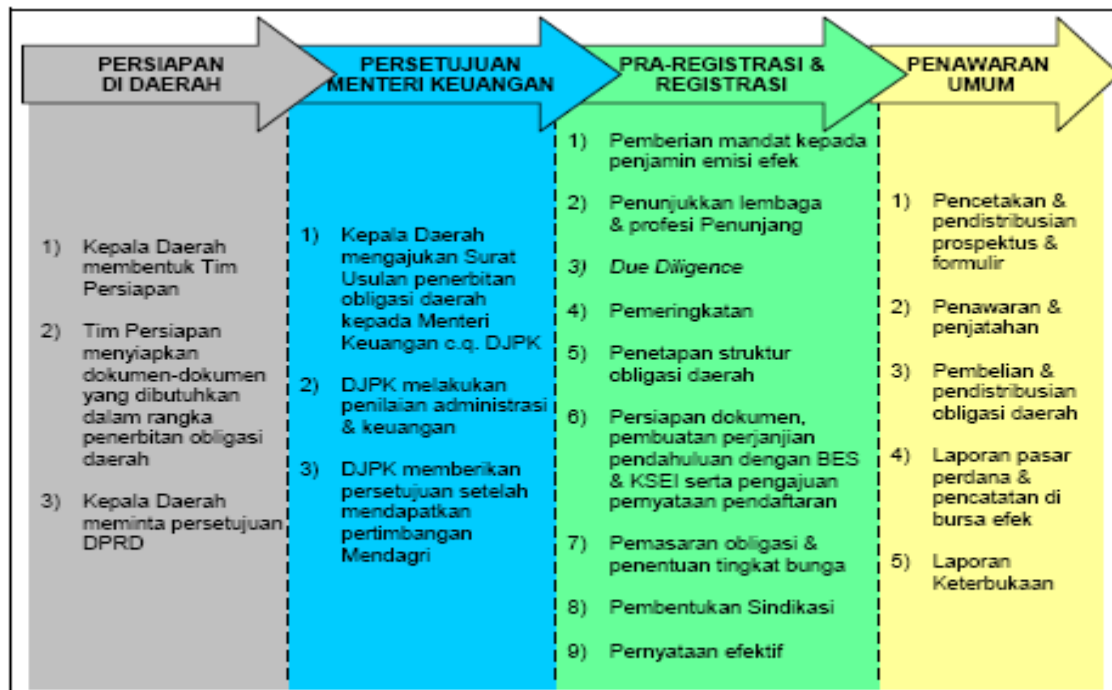 PERSIAPAN
DI DAERAH
PERSETUJUAN
MENTERI KEUANGAN
PRA-REGISTRASI &
REGISTRASI
PENAWARAN
UMUM
1) Kepala Daerah
membentuk Tim
Persiapan
2) Tim Persiapan
menyiapkan
dokumen-dokumen
yang dibutuhkan
dalam rangka
penerbitan obligasi
daerah
3) Kepala Daerah
meminta persetujuan
DPRD
1) Kepala Daerah
mengajukan Surat
Usulan penerbitan
obligasi daerah
kepada Menteri
Keuangan c.q. DJPK
2) DJPK melakukan
penilaian administrasi
& keuangan
3) DJPK memberikan
persetujuan setelah
mendapatkan
pertimbangan
Mendagri
1) Pemberian mandat kepada
penjamin emisi efek
2) Penunjukkan lembaga
& profesi Penunjang
3) Due Diligence
4) Pemeringkatan
5) Penetapan struktur
obligasi daerah
6) Persiapan dokumen,
pembuatan perjanjian
pendahuluan dengan BES
& KSEI serta pengajuan
pernyataan pendaftaran
7) Pemasaran obligasi &
penentuan tingkat bunga
8) Pembentukan Sindikasi
9) Pernyataan efektif
1) Pencetakan &
pendistribusian
prospektus &
formulir
2) Penawaran &
penjatahan
3) Pembelian &
pendistribusian
obligasi daerah
4) Laporan pasar
perdana &
pencatatan di
bursa efek
5) Laporan
Keterbukaan